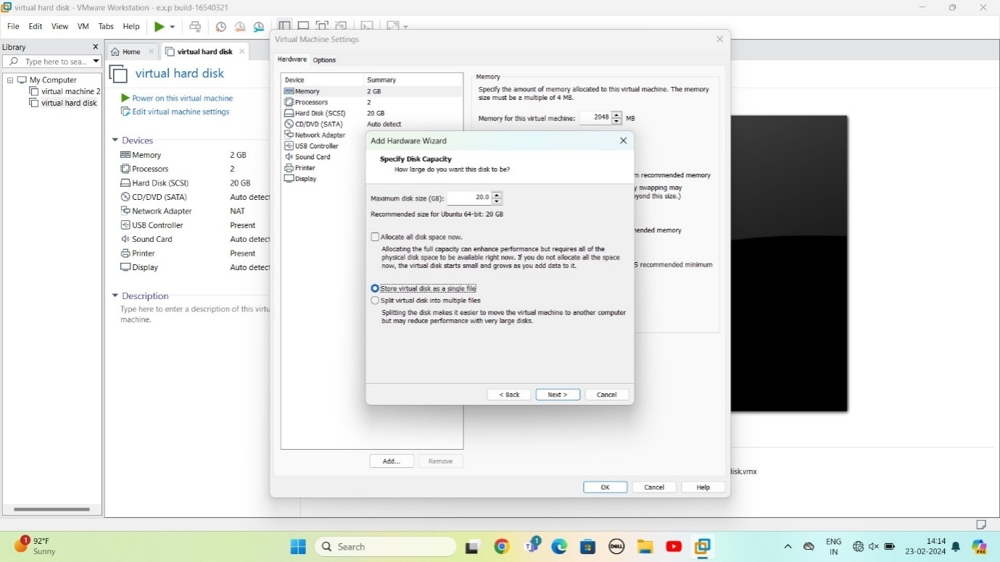 virtual hard disk - VMware Workstation - e.x.p build-16540321
File Edit View VM Tabs Help
Library
Type here to sea...
My Computer
virtual machine 2
virtual hard disk
Home
virtual hard disk
virtual hard disk
Power on this virtual machine
Edit virtual machine settings
Devices
Memory 2 GB
Processors 2
Hard Disk (SCSI) 20 GB
CD/DVD (SATA) Auto detect
Network Adapter NAT
USB Controller Present
Sound Card Auto detect
Printer Present
Display Auto detect
Description
Type here to enter a description of this virtu
machine.
Virtual Machine Settings
Hardware Options
Device Summary
Memory 2 GB
Processors 2
Hard Disk (SCSI) 20 GB
CD/DVD (SATA) Auto detect
Network Adapter
USB Controller
Sound Card
Printer
Display
Memory
Specify the amount of memory allocated to this virtual machine. The memory
size must be a multiple of 4 MB.
Memory for this virtual machine: 2048 MB
m recommended memory
y swapping may
eyond this size.)
ended memory
S recommended minimum
Add Hardware Wizard
Specify Disk Capacity
How large do you want this disk to be?
Maximum disk size (GB): 20.0
Recommended size for Ubuntu 64-bit: 20 GB
Allocate all disk space now.
Allocating the full capacity can enhance performance but requires all of the
physical disk space to be available right now. If you do not allocate all the space
now, the virtual disk starts small and grows as you add data to it.
Store virtual disk as a single file
Split virtual disk into multiple files
Splitting the disk makes it easier to move the virtual machine to another computer
but may reduce performance with very large disks.
< Back Next > Cancel
Add... Remove
OK Cancel Help
lisk.vmx
1
92°F
Sunny
Search
1
DELL
ENG
IN
14:14
23-02-2024
PRE